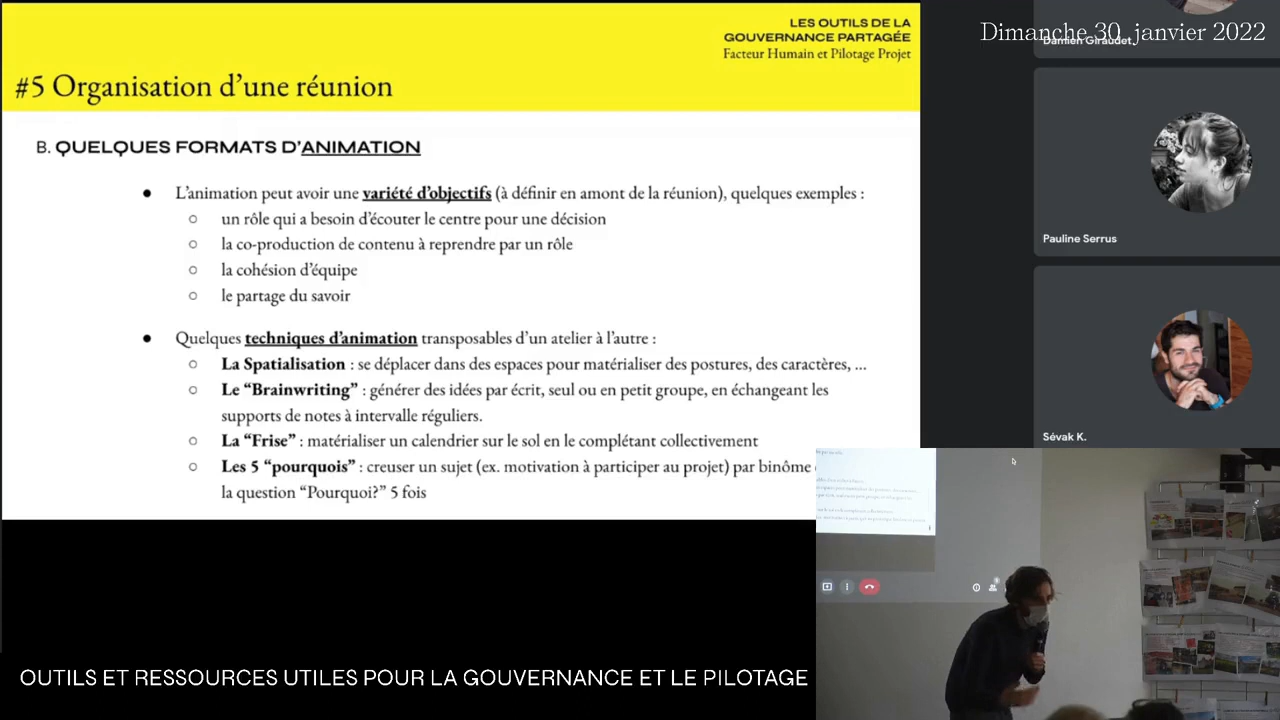 LES OUTILS DE LA
GOUVERNANCE PARTAGÉE
Facteur Humain et Pilotage Projet
#5 Organisation d’une réunion
B. QUELQUES FORMATS D’ANIMATION
● L’animation peut avoir une variété d’objectifs (à définir en amont de la réunion), quelques exemples :
○ un rôle qui a besoin d’écouter le centre pour une décision
○ la co-production de contenu à reprendre par un rôle
○ la cohésion d’équipe
○ le partage du savoir
● Quelques techniques d’animation transposables d’un atelier à l’autre :
○ La Spatialisation : se déplacer dans des espaces pour matérialiser des postures, des caractères, ...
○ Le “Brainwriting” : générer des idées par écrit, seul ou en petit groupe, en échangeant les
supports de notes à intervalle réguliers.
○ La “Frise” : matérialiser un calendrier sur le sol en le complétant collectivement
○ Les 5 “pourquois” : creuser un sujet (ex. motivation à participer au projet) par binôme
la question “Pourquoi?” 5 fois
Dimanche 30 janvier 2022
Damien Giraudet
Pauline Serrus
Sévak K.
OUTILS ET RESSOURCES UTILES POUR LA GOUVERNANCE ET LE PILOTAGE